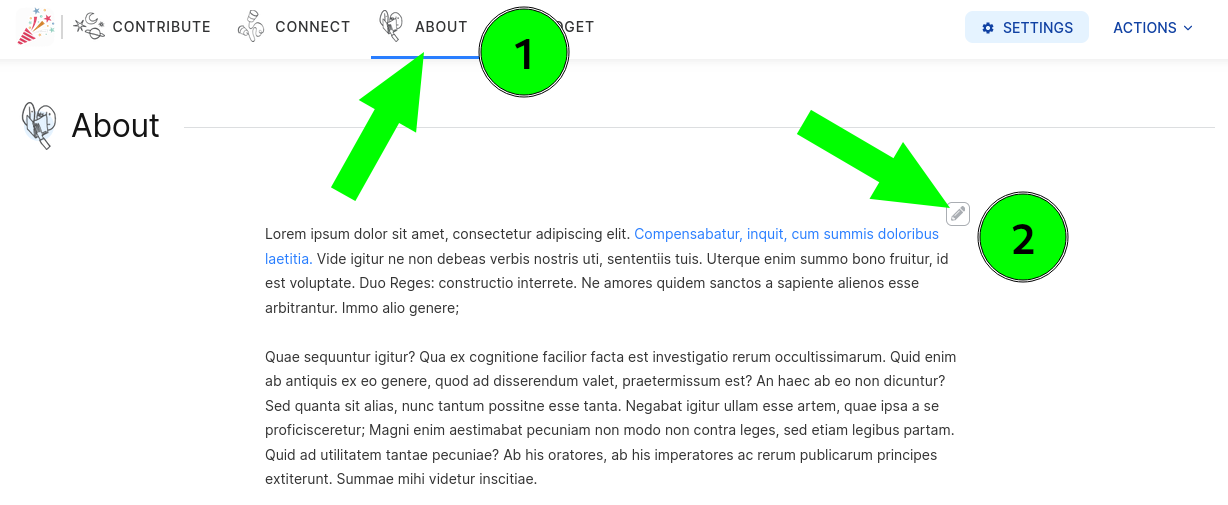 CONTRIBUTE CONNECT ABOUT GET SETTINGS ACTIONS
1
About
2
Lorem ipsum dolor sit amet, consectetur adipiscing elit. Compensabatur, inquit, cum summis doloribus
laetitia. Vide igitur ne non debeas verbis nostris uti, sententiis tuis. Uterque enim summo bono fruitur, id
est voluptate. Duo Reges: constructio interrete. Ne amores quidem sanctos a sapiente alienos esse
arbitrantur. Immo alio genere;
Quae sequuntur igitur? Qua ex cognitione facilior facta est investigatio rerum occultissimarum. Quid enim
ab antiquis ex eo genere, quod ad disserendum valet, praetermissum est? An haec ab eo non dicuntur?
Sed quanta sit alias, nunc tantum possitne esse tanta. Negabat igitur ullam esse artem, quae ipsa a se
proficisceretur; Magni enim aestimabat pecuniam non modo non contra leges, sed etiam legibus partam.
Quid ad utilitatem tantae pecuniae? Ab his oratores, ab his imperatores ac rerum publicarum principes
extiterunt. Summae mihi videtur inscitiae.